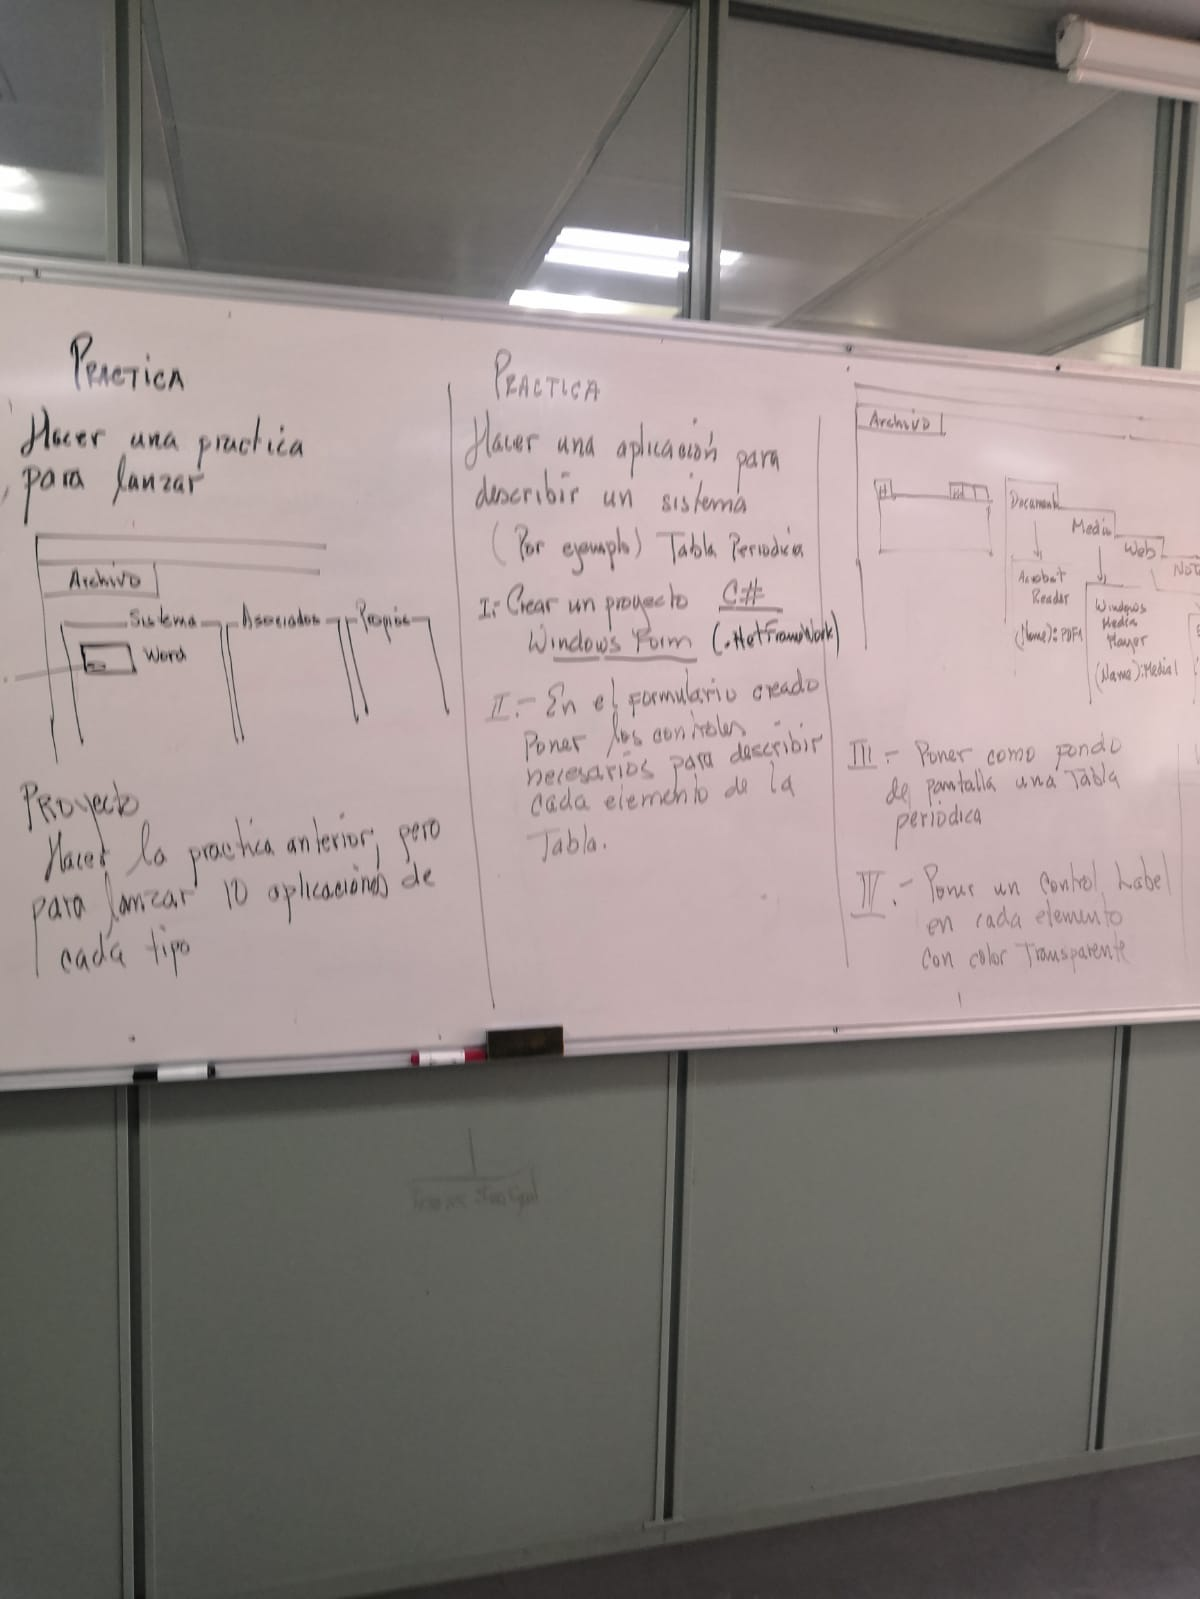 PRACTICA
Hacer una practica
para lanzar
Archivo
Sistema
Asociados
Propios
Word
Proyecto
Hacer la practica anterior, pero
para lanzar 10 aplicaciones de
cada tipo
PRACTICA
Hacer una aplicación para
describir un sistema
(Por ejemplo) Tabla Periodica
I:- Crear un proyecto C#
Windows Form (.NetFrameWork)
II.- En el formulario creado
Poner los controles
necesarios para describir
cada elemento de la
Tabla.
Archivo
Document
Media
Web
Acrobat
Reader
(Name): PDF1
Windows
Media
Player
(Name): Media1
III.- Poner como fondo
de pantalla una Tabla
periódica
IV.- Poner un Control Label
en cada elemento
con color Transparente